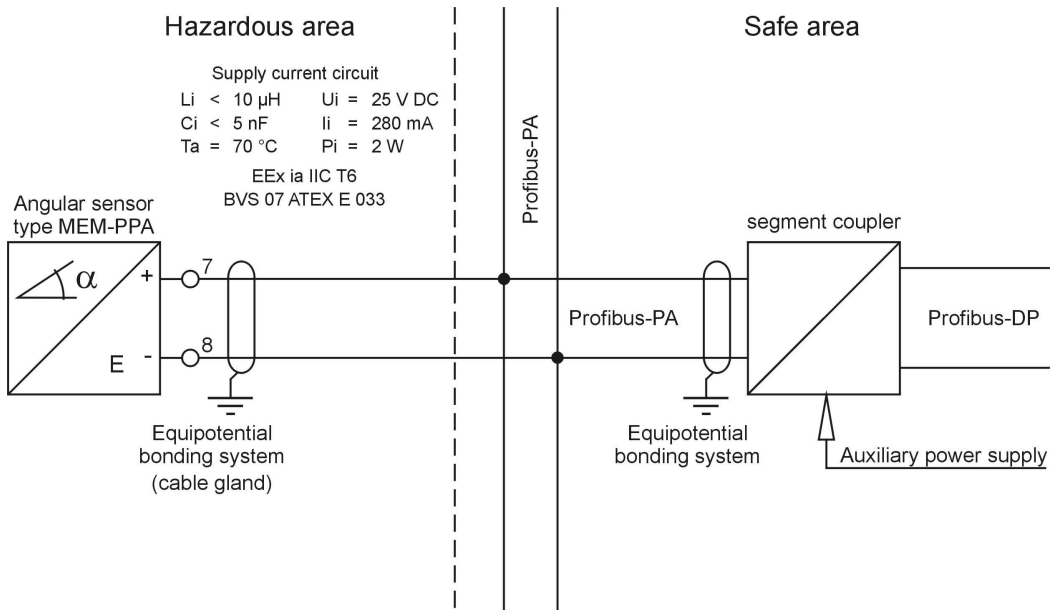 Hazardous area
Safe area
Supply current circuit
Li < 10 µH Ui = 25 V DC
Ci < 5 nF Ii = 280 mA
Ta = 70 °C Pi = 2 W
EEx ia IIC T6
BVS 07 ATEX E 033
Profibus-PA
Angular sensor
type MEM-PPA
segment coupler
α
+
7
E
-
8
Profibus-PA
Profibus-DP
Equipotential
bonding system
(cable gland)
Equipotential
bonding system
Auxiliary power supply